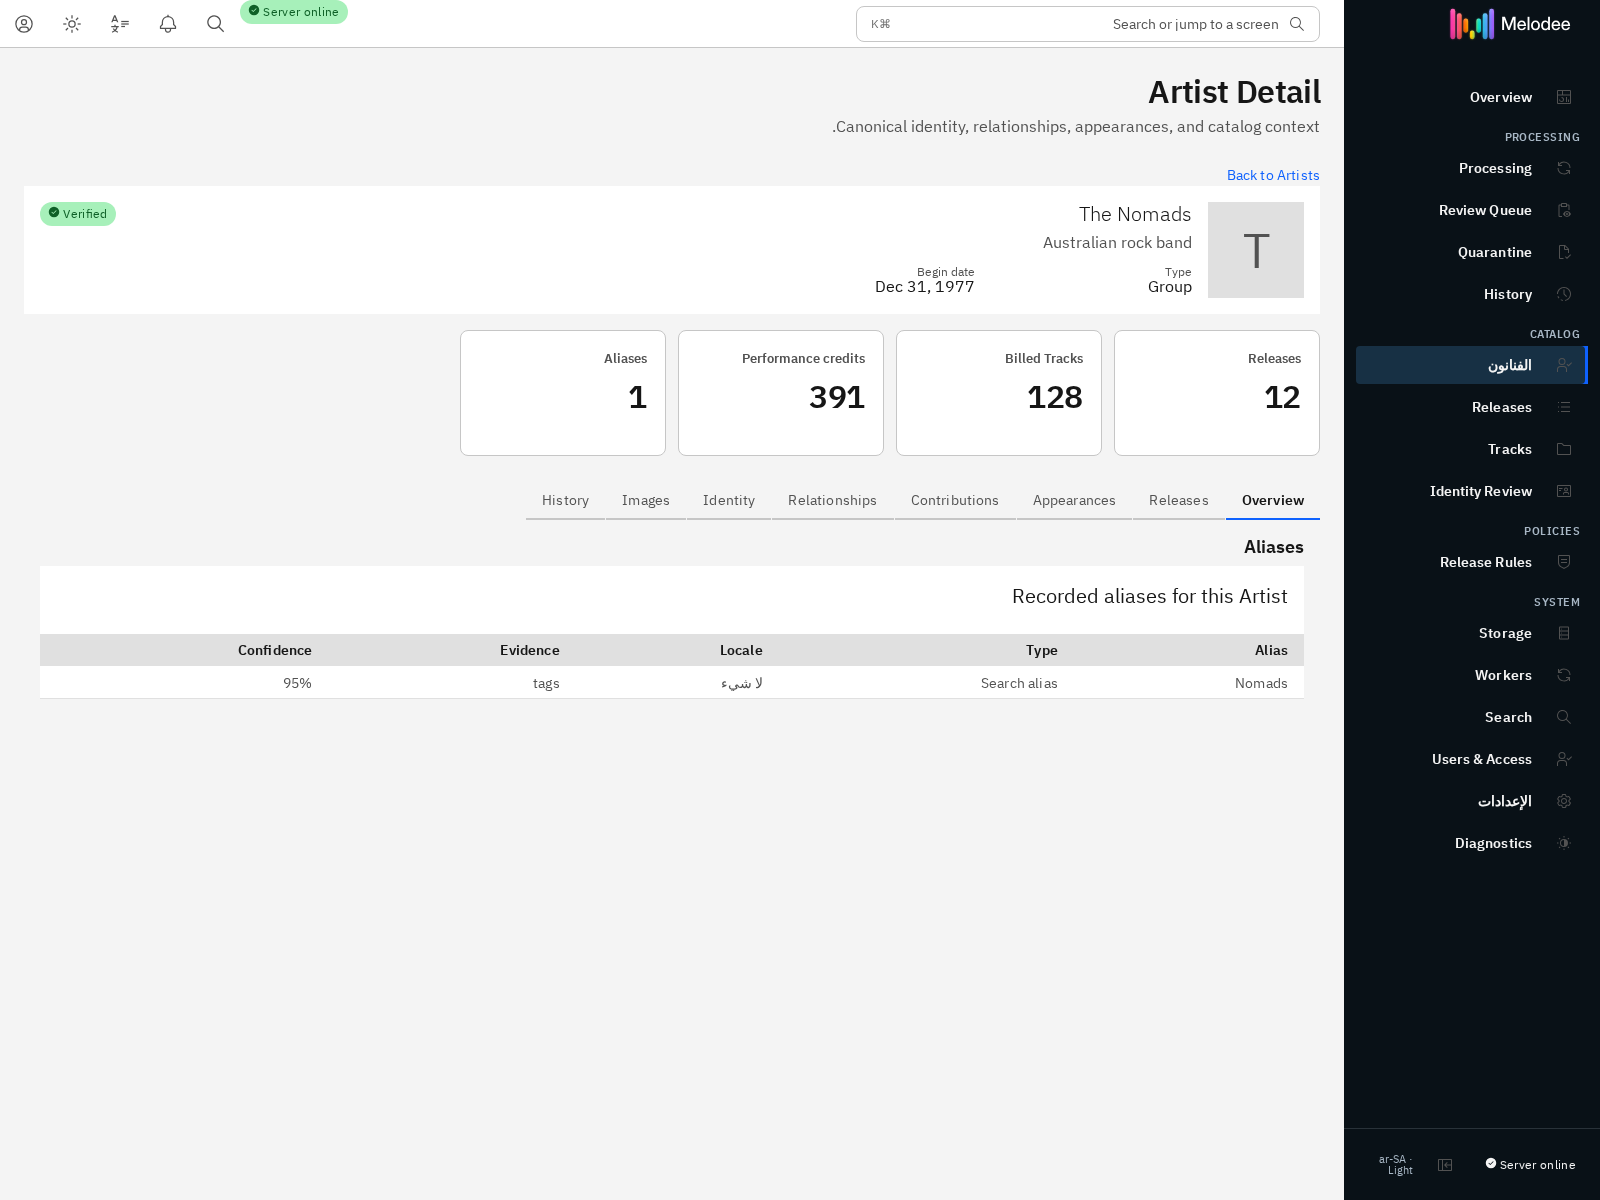 Melodee
Overview
PROCESSING
Processing
Review Queue
Quarantine
History
CATALOG
الفنانون
Releases
Tracks
Identity Review
POLICIES
Release Rules
SYSTEM
Storage
Workers
Search
Users & Access
الإعدادات
Diagnostics
Server online
ar-SA ·
Light
Search or jump to a screen
K⌘
Server online
Artist Detail
.Canonical identity, relationships, appearances, and catalog context
Back to Artists
T
The Nomads
Australian rock band
Type
Group
Begin date
Dec 31, 1977
Verified
Releases
12
Billed Tracks
128
Performance credits
391
Aliases
1
Overview
Releases
Appearances
Contributions
Relationships
Identity
Images
History
Aliases
Recorded aliases for this Artist
Alias Type Locale Evidence Confidence
Nomads Search alias لا شيء tags 95%